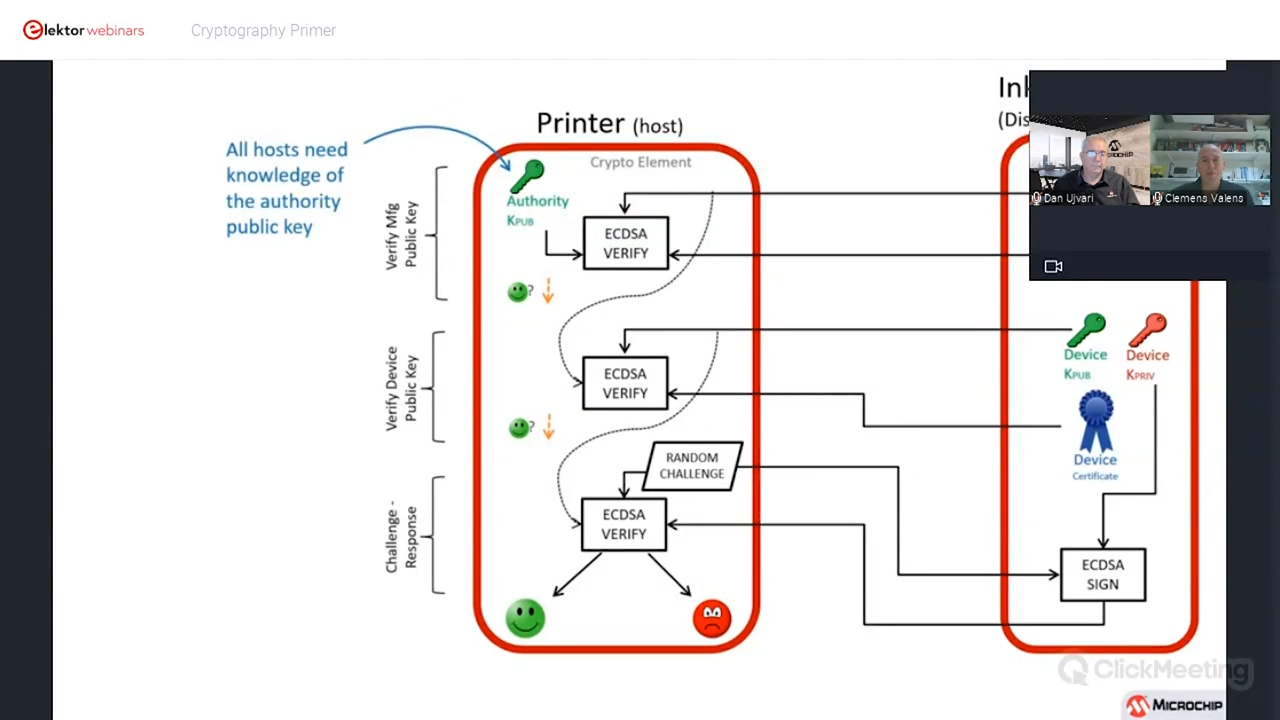 elektor webinars
Cryptography Primer
All hosts need
knowledge of
the authority
public key
Printer (host)
Crypto Element
Authority
KPUB
ECDSA
VERIFY
Verify Mfg
Public Key
?
ECDSA
VERIFY
Verify Device
Public Key
?
RANDOM
CHALLENGE
ECDSA
VERIFY
Challenge -
Response
MICROCHIP
Dan Ujvari
Clemens Valens
Device
KPUB
Device
KPRIV
Device
Certificate
ECDSA
SIGN
ClickMeeting
MICROCHIP